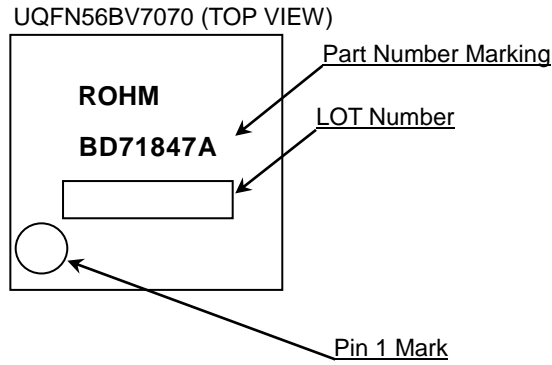 UQFN56BV7070 (TOP VIEW)
Part Number Marking
ROHM
LOT Number
BD71847A
Pin 1 Mark